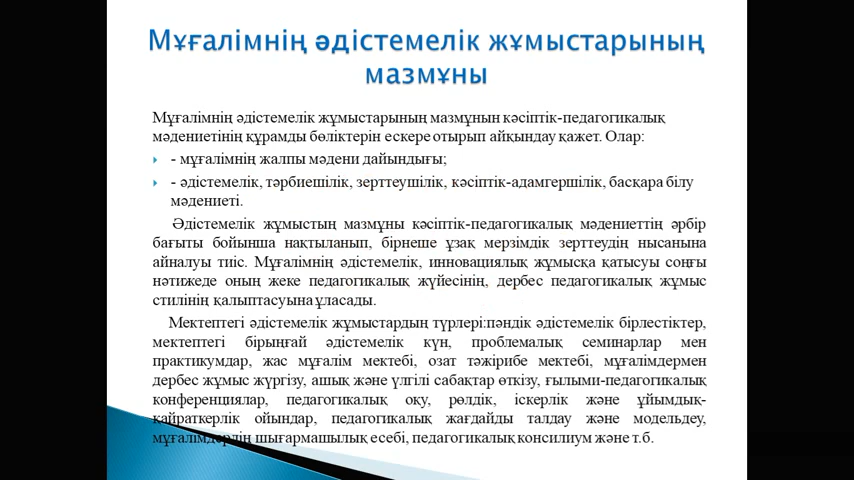 Мұғалімнің әдістемелік жұмыстарының
мазмұны
Мұғалімнің әдістемелік жұмыстарының мазмұнын кәсіптік-педагогикалық
мәдениетінің құрамды бөліктерін ескере отырып айқындау қажет. Олар:
- мұғалімнің жалпы мәдени дайындығы;
- әдістемелік, тәрбиешілік, зерттеушілік, кәсіптік-адамгершілік, басқара білу
мәдениеті.
Әдістемелік жұмыстың мазмұны кәсіптік-педагогикалық мәдениеттің әрбір
бағыты бойынша нақтыланып, бірнеше ұзақ мерзімдік зерттеудің нысанына
айналуы тиіс. Мұғалімнің әдістемелік, инновациялық жұмысқа қатысуы соңғы
нәтижеде оның жеке педагогикалық жүйесінің, дербес педагогикалық жұмыс
стилінің қалыптасуына ұласады.
Мектептегі әдістемелік жұмыстардың түрлері:пәндік әдістемелік бірлестіктер,
мектептегі бірыңғай әдістемелік күн, проблемалық семинарлар мен
практикумдар, жас мұғалім мектебі, озат тәжірибе мектебі, мұғалімдермен
дербес жұмыс жүргізу, ашық және үлгілі сабақтар өткізу, ғылыми-педагогикалық
конференциялар, педагогикалық оқу, рөлдік, іскерлік және ұйымдық-
қайраткерлік ойындар, педагогикалық жағдайды талдау және модельдеу,
мұғалімдердің шығармашылық есебі, педагогикалық консилиум және т.б.